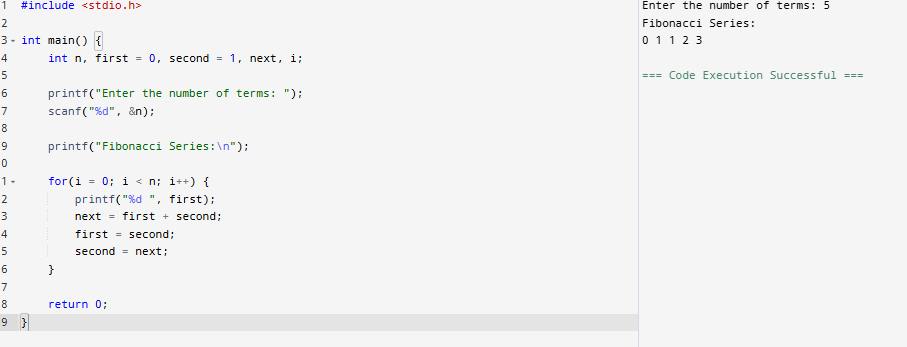 1 #include <stdio.h>
2
3 int main() {
4 int n, first = 0, second = 1, next, i;
5
6 printf("Enter the number of terms: ");
7 scanf("%d", &n);
8
9 printf("Fibonacci Series:\n");
0
1 for(i = 0; i < n; i++) {
2 printf("%d ", first);
3 next = first + second;
4 first = second;
5 second = next;
6 }
7
8 return 0;
9 }
Enter the number of terms: 5
Fibonacci Series:
0 1 1 2 3
=== Code Execution Successful ===